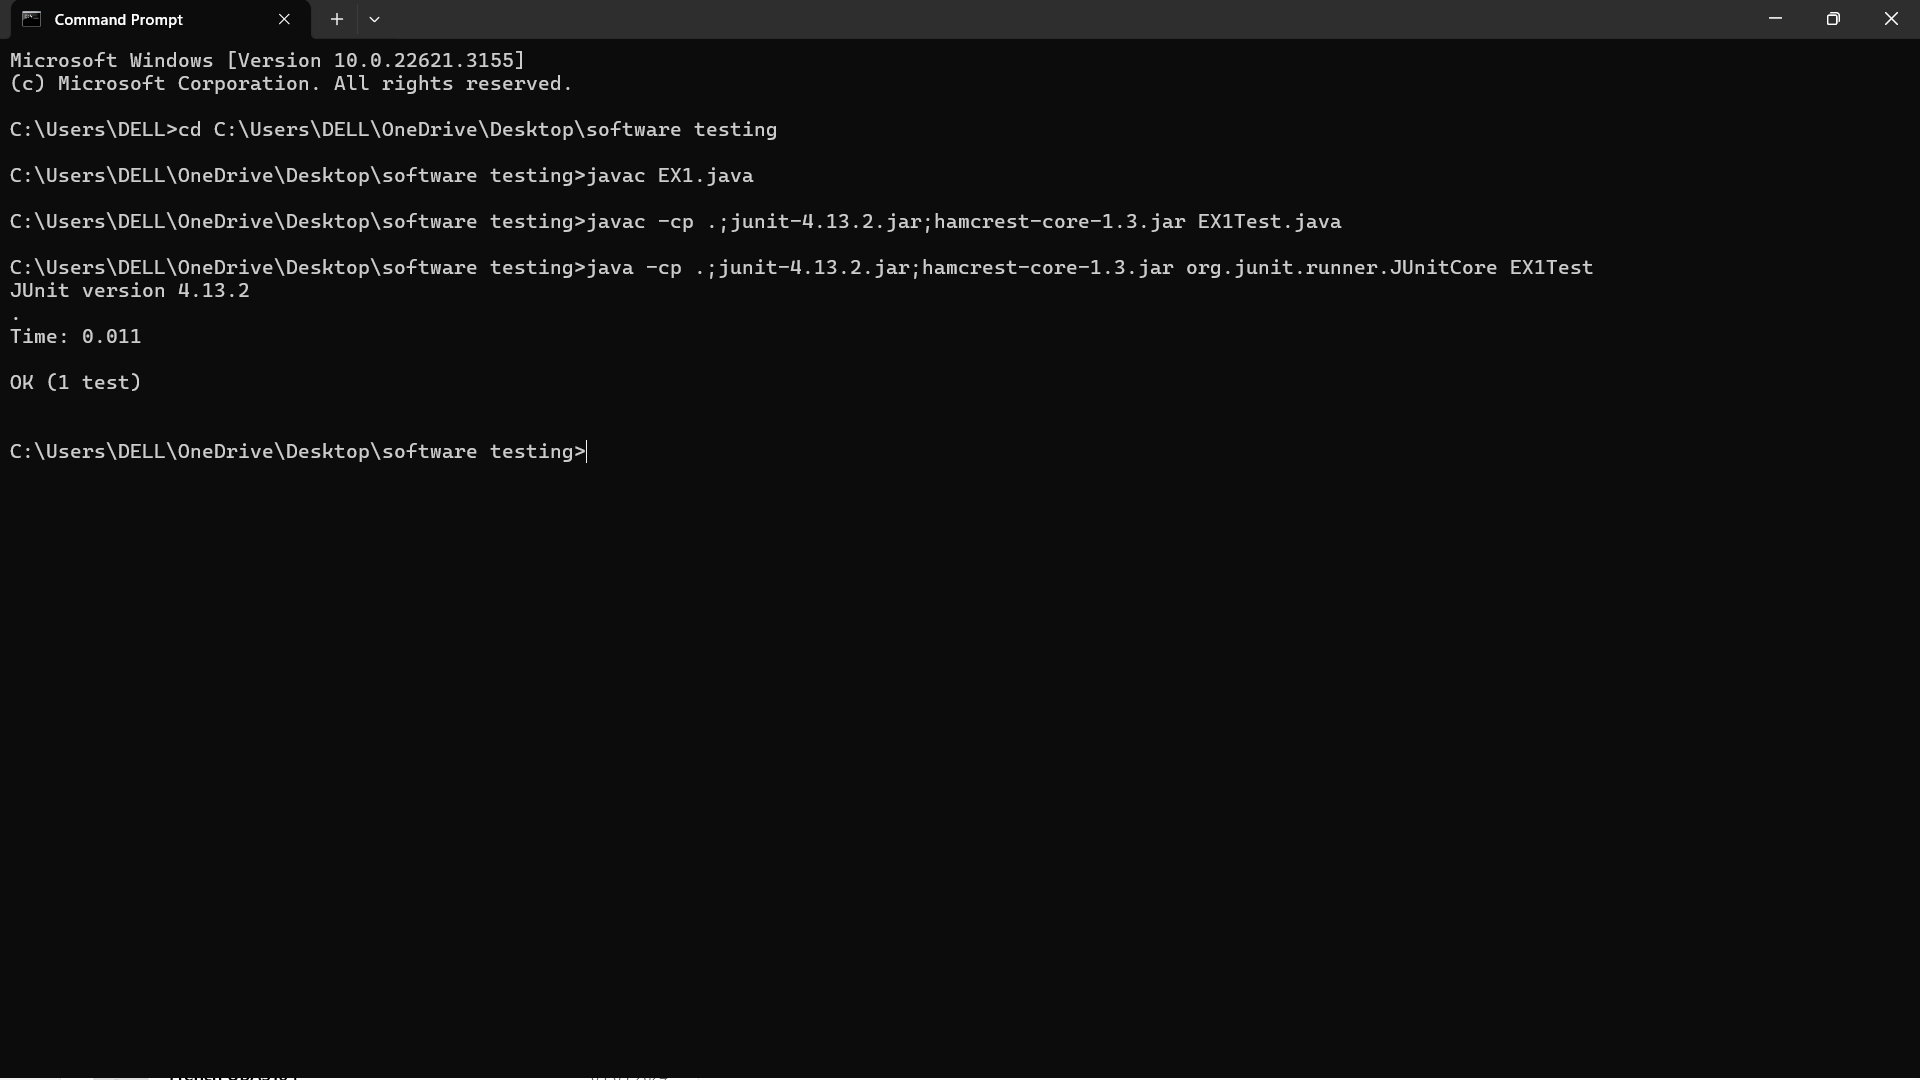 Command Prompt
Microsoft Windows [Version 10.0.22621.3155]
(c) Microsoft Corporation. All rights reserved.
C:\Users\DELL>cd C:\Users\DELL\OneDrive\Desktop\software testing
C:\Users\DELL\OneDrive\Desktop\software testing>javac EX1.java
C:\Users\DELL\OneDrive\Desktop\software testing>javac -cp .;junit-4.13.2.jar;hamcrest-core-1.3.jar EX1Test.java
C:\Users\DELL\OneDrive\Desktop\software testing>java -cp .;junit-4.13.2.jar;hamcrest-core-1.3.jar org.junit.runner.JUnitCore EX1Test
JUnit version 4.13.2
.
Time: 0.011
OK (1 test)
C:\Users\DELL\OneDrive\Desktop\software testing>